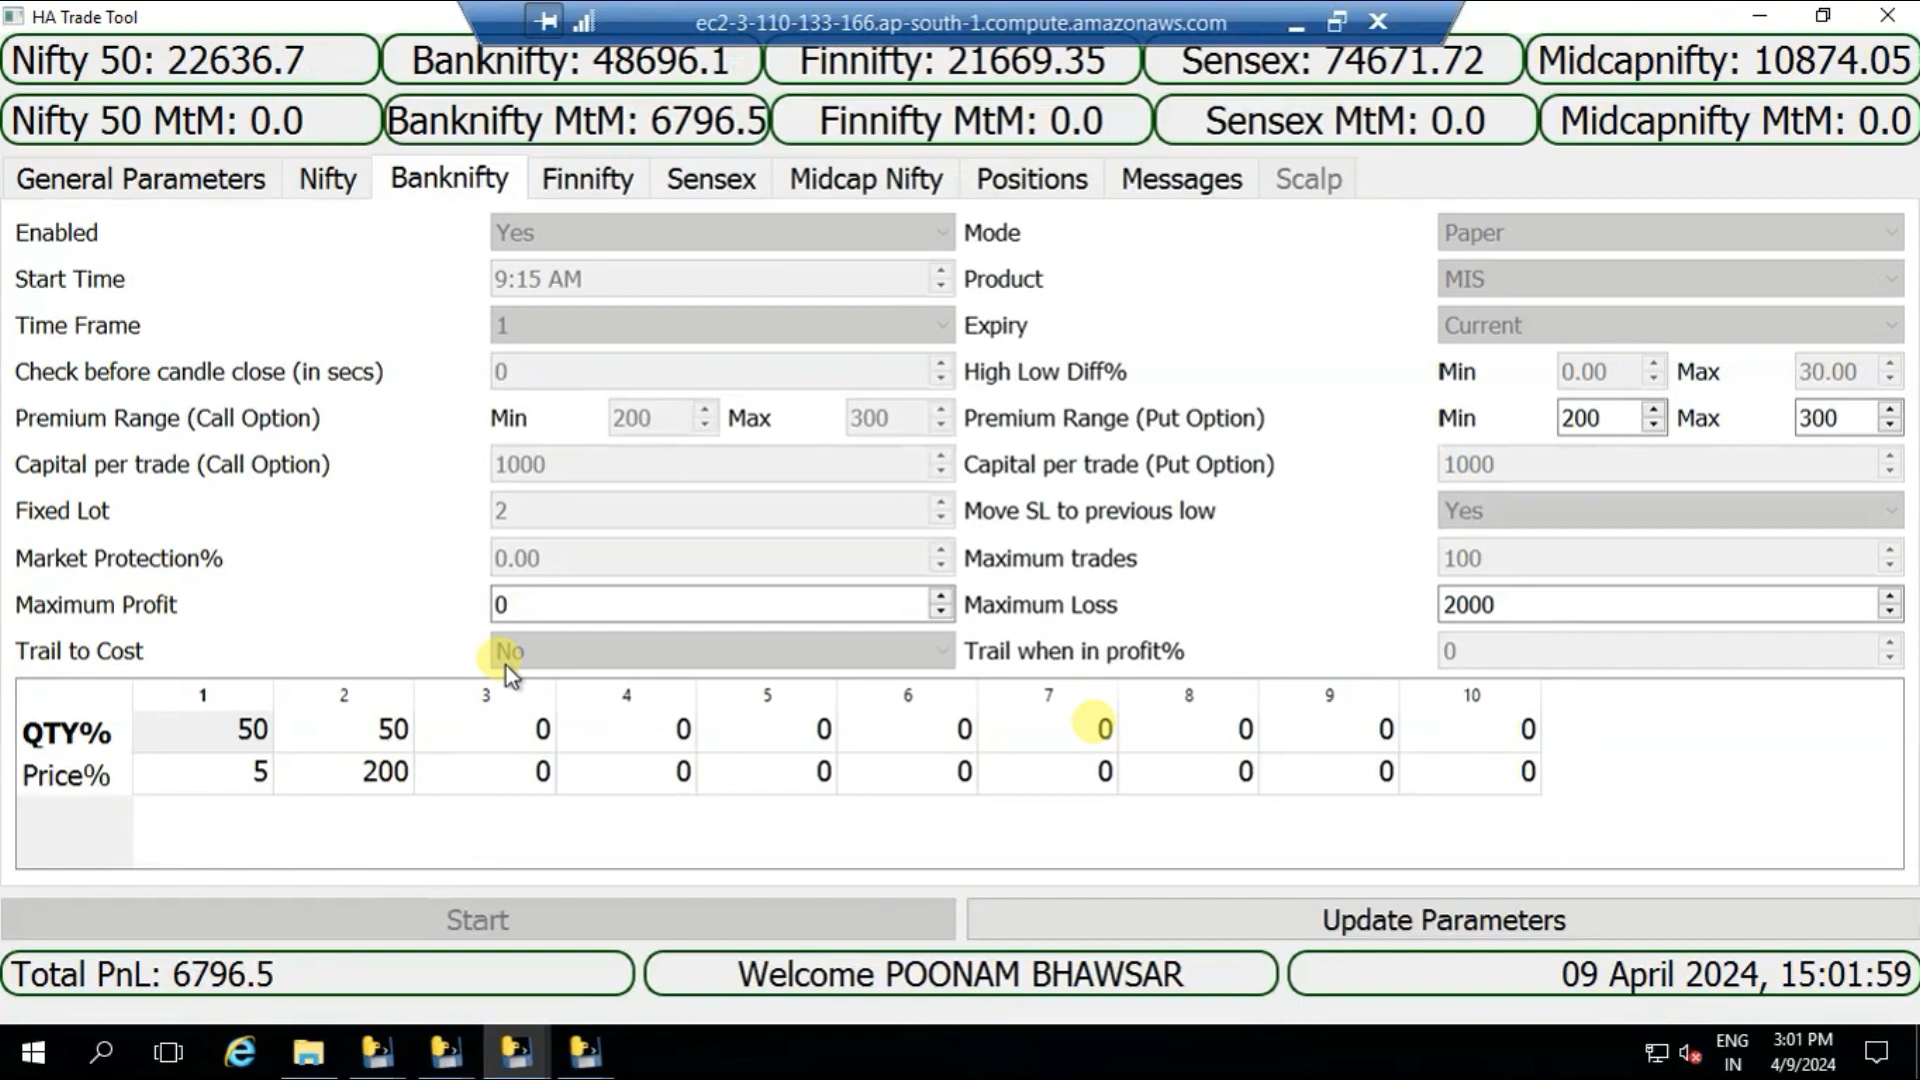 HA Trade Tool
ec2-3-110-133-166.ap-south-1.compute.amazonaws.com
Nifty 50: 22636.7 Banknifty: 48696.1 Finnifty: 21669.35 Sensex: 74671.72 Midcapnifty: 10874.05
Nifty 50 MtM: 0.0 Banknifty MtM: 6796.5 Finnifty MtM: 0.0 Sensex MtM: 0.0 Midcapnifty MtM: 0.0
General Parameters Nifty Banknifty Finnifty Sensex Midcap Nifty Positions Messages Scalp
Enabled Yes Mode Paper
Start Time 9:15 AM Product MIS
Time Frame 1 Expiry Current
Check before candle close (in secs) 0 High Low Diff% Min 0.00 Max 30.00
Premium Range (Call Option) Min 200 Max 300 Premium Range (Put Option) Min 200 Max 300
Capital per trade (Call Option) 1000 Capital per trade (Put Option) 1000
Fixed Lot 2 Move SL to previous low Yes
Market Protection% 0.00 Maximum trades 100
Maximum Profit 0 Maximum Loss 2000
Trail to Cost No Trail when in profit% 0
1 2 3 4 5 6 7 8 9 10
QTY% 50 50 0 0 0 0 0 0 0 0
Price% 5 200 0 0 0 0 0 0 0 0
Start Update Parameters
Total PnL: 6796.5 Welcome POONAM BHAWSAR 09 April 2024, 15:01:59
ENG 3:01 PM
IN 4/9/2024